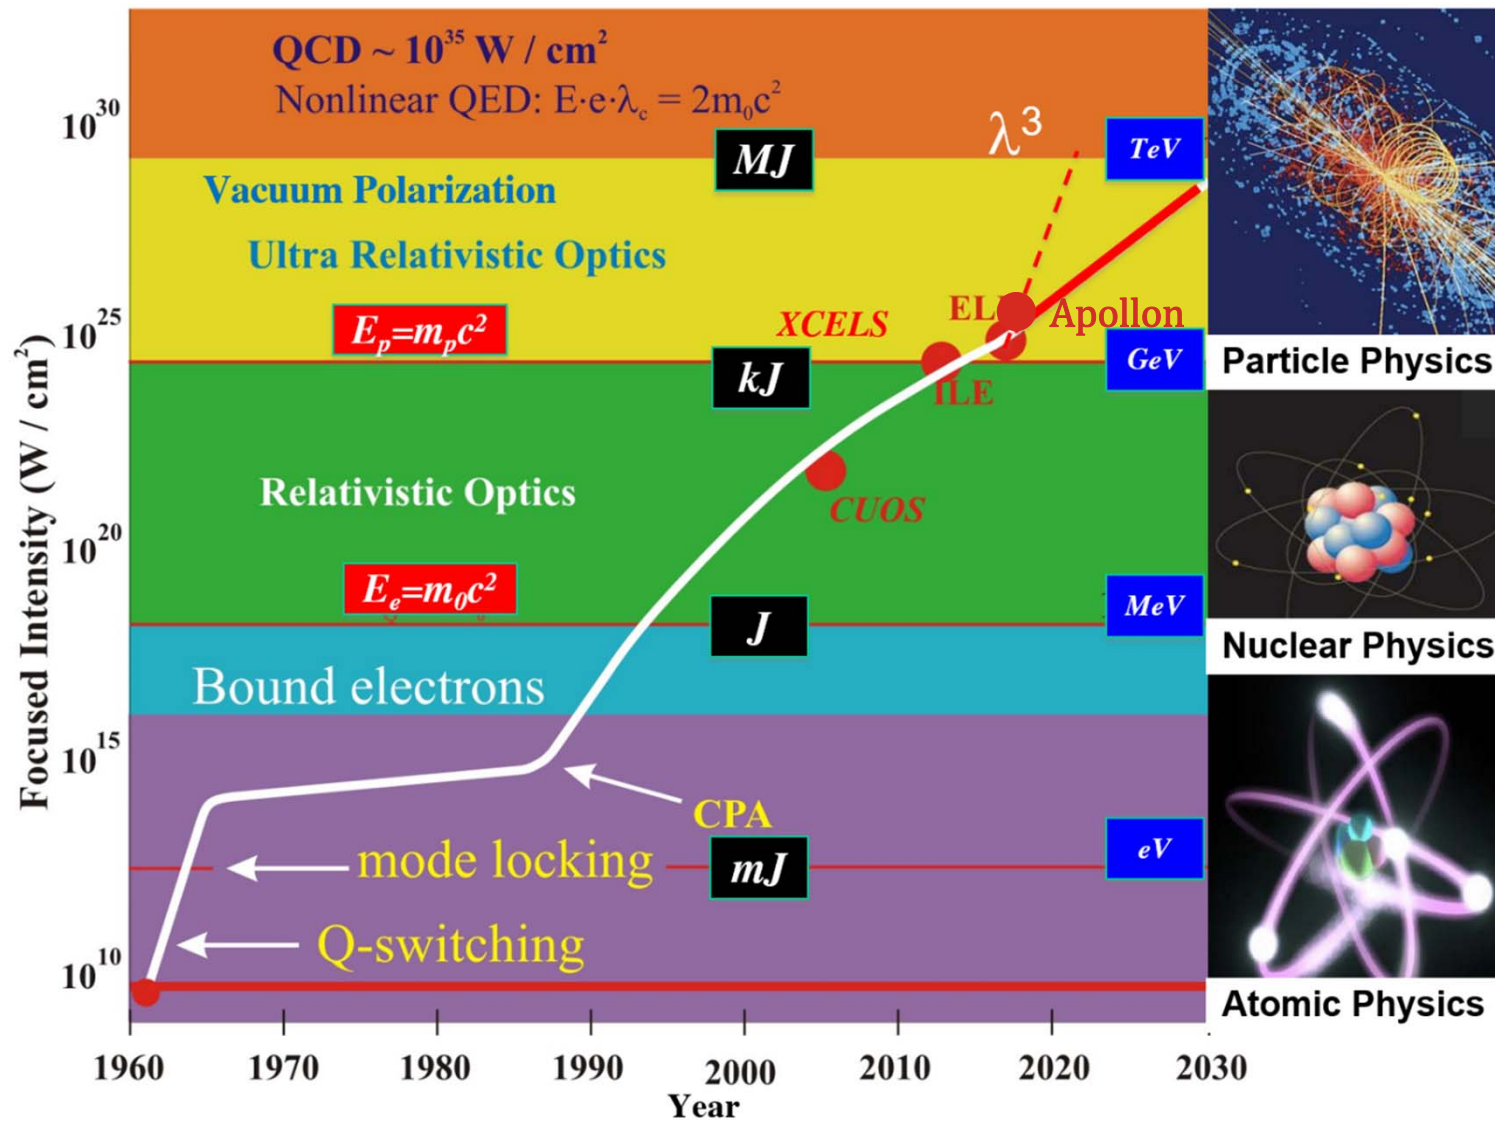 QCD ~ 10³⁵ W / cm²
Nonlinear QED: E·e·λc = 2m₀c²
10³⁰
λ³
MJ
TeV
Vacuum Polarization
Ultra Relativistic Optics
10²⁵
Eₚ=mₚc²
XCELS
ELI
Apollon
kJ
ILE
GeV
Particle Physics
Focused Intensity (W / cm²)
Relativistic Optics
CUOS
10²⁰
Eₑ=m₀c²
J
MeV
Nuclear Physics
Bound electrons
10¹⁵
CPA
mode locking
mJ
eV
Q-switching
10¹⁰
Atomic Physics
1960 1970 1980 1990 2000 2010 2020 2030
Year